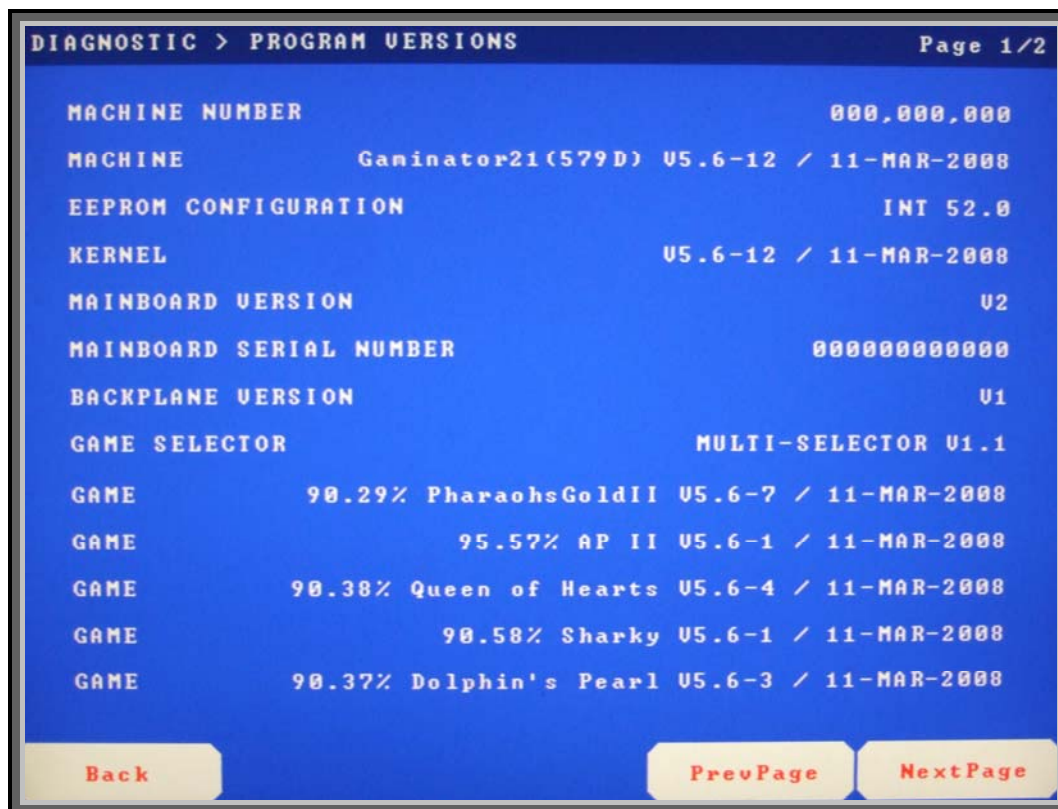 DIAGNOSTIC > PROGRAM VERSIONS Page 1/2
MACHINE NUMBER 000,000,000
MACHINE Gaminator21(579D) V5.6-12 / 11-MAR-2008
EEPROM CONFIGURATION INT 52.0
KERNEL V5.6-12 / 11-MAR-2008
MAINBOARD VERSION V2
MAINBOARD SERIAL NUMBER 000000000000
BACKPLANE VERSION V1
GAME SELECTOR MULTI-SELECTOR V1.1
GAME 90.29% PharaohsGoldII V5.6-7 / 11-MAR-2008
GAME 95.57% AP II V5.6-1 / 11-MAR-2008
GAME 90.38% Queen of Hearts V5.6-4 / 11-MAR-2008
GAME 90.58% Sharky V5.6-1 / 11-MAR-2008
GAME 90.37% Dolphin's Pearl V5.6-3 / 11-MAR-2008
Back PrevPage NextPage